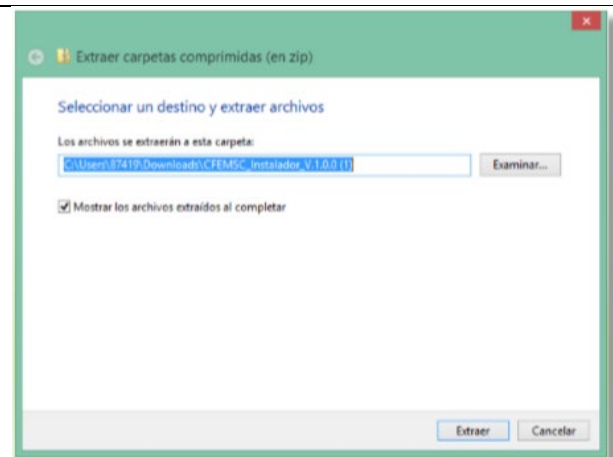 Extraer carpetas comprimidas (en zip)
Seleccionar un destino y extraer archivos
Los archivos se extraerán a esta carpeta:
C:\Users\87419\Downloads\CFEMSC_Instalador_V.1.0.0 (1)
Examinar...
Mostrar los archivos extraídos al completar
Extraer
Cancelar